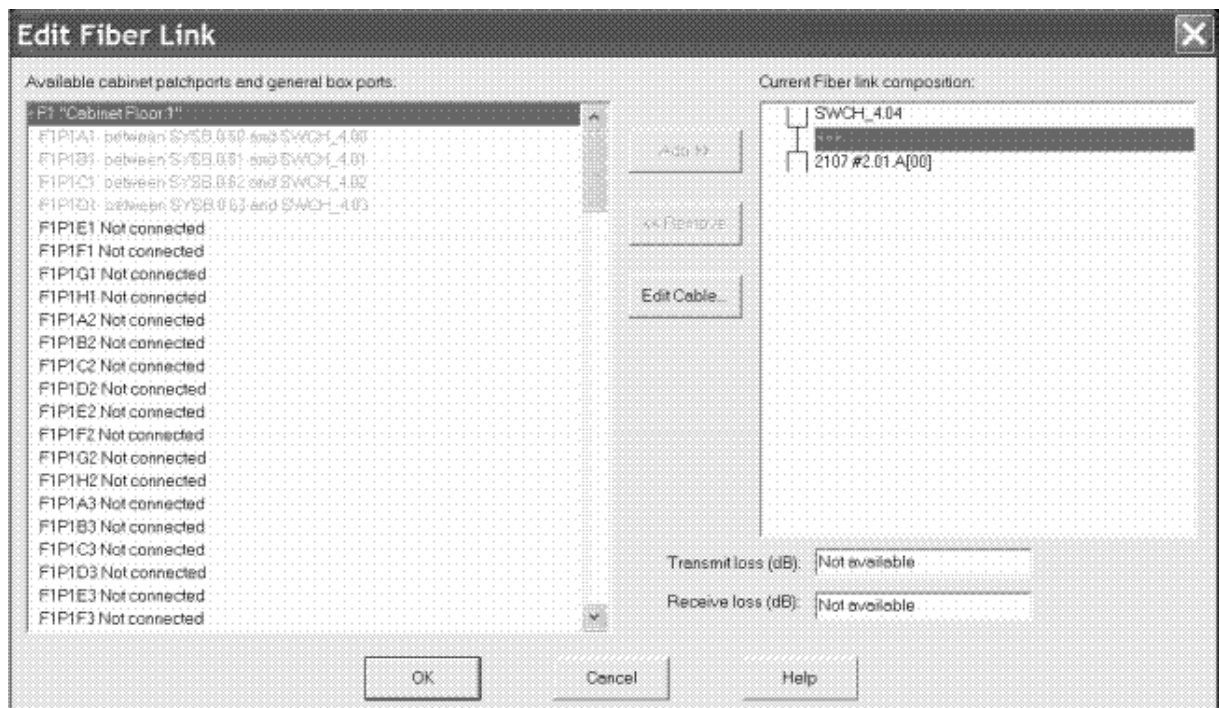 Edit Fiber Link
Available cabinet patchports and general box ports:
F1 "Cabinet Floor 1"
F1P1A1 between SYSB.0.60 and SWCH_4.00
F1P1B1 between SYSB.0.61 and SWCH_4.01
F1P1C1 between SYSB.0.62 and SWCH_4.02
F1P1D1 between SYSB.0.63 and SWCH_4.03
F1P1E1 Not connected
F1P1F1 Not connected
F1P1G1 Not connected
F1P1H1 Not connected
F1P1A2 Not connected
F1P1B2 Not connected
F1P1C2 Not connected
F1P1D2 Not connected
F1P1E2 Not connected
F1P1F2 Not connected
F1P1G2 Not connected
F1P1H2 Not connected
F1P1A3 Not connected
F1P1B3 Not connected
F1P1C3 Not connected
F1P1D3 Not connected
F1P1E3 Not connected
F1P1F3 Not connected
Add >>
<< Remove
Edit Cable...
Current Fiber link composition:
SWCH_4.04
2107 #2.01.A[00]
Transmit loss (dB): Not available
Receive loss (dB): Not available
OK Cancel Help